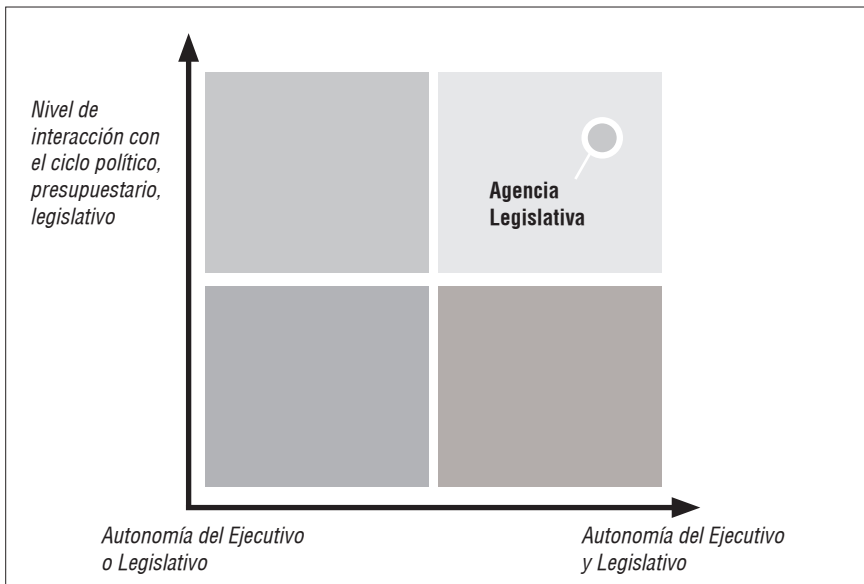 Nivel de
interacción con
el ciclo político,
presupuestario,
legislativo
Agencia
Legislativa
Autonomía del Ejecutivo
o Legislativo
Autonomía del Ejecutivo
y Legislativo